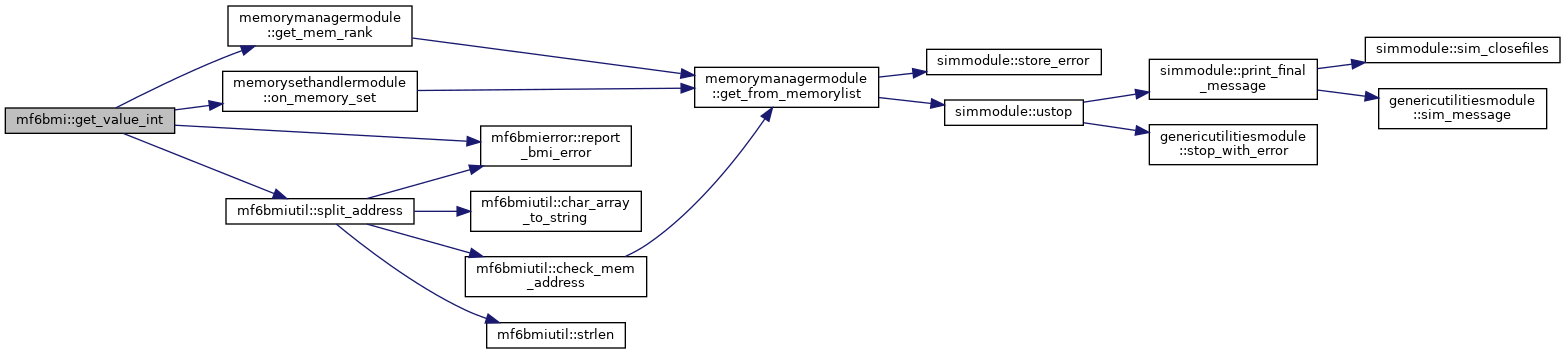 mf6bmi::get_value_int
memorymanagermodule
::get_mem_rank
memorysethandlermodule
::on_memory_set
mf6bmierror::report
_bmi_error
mf6bmiutil::split_address
mf6bmiutil::char_array
_to_string
mf6bmiutil::check_mem
_address
mf6bmiutil::strlen
memorymanagermodule
::get_from_memorylist
simmodule::store_error
simmodule::ustop
simmodule::print_final
_message
genericutilitiesmodule
::stop_with_error
simmodule::sim_closefiles
genericutilitiesmodule
::sim_message